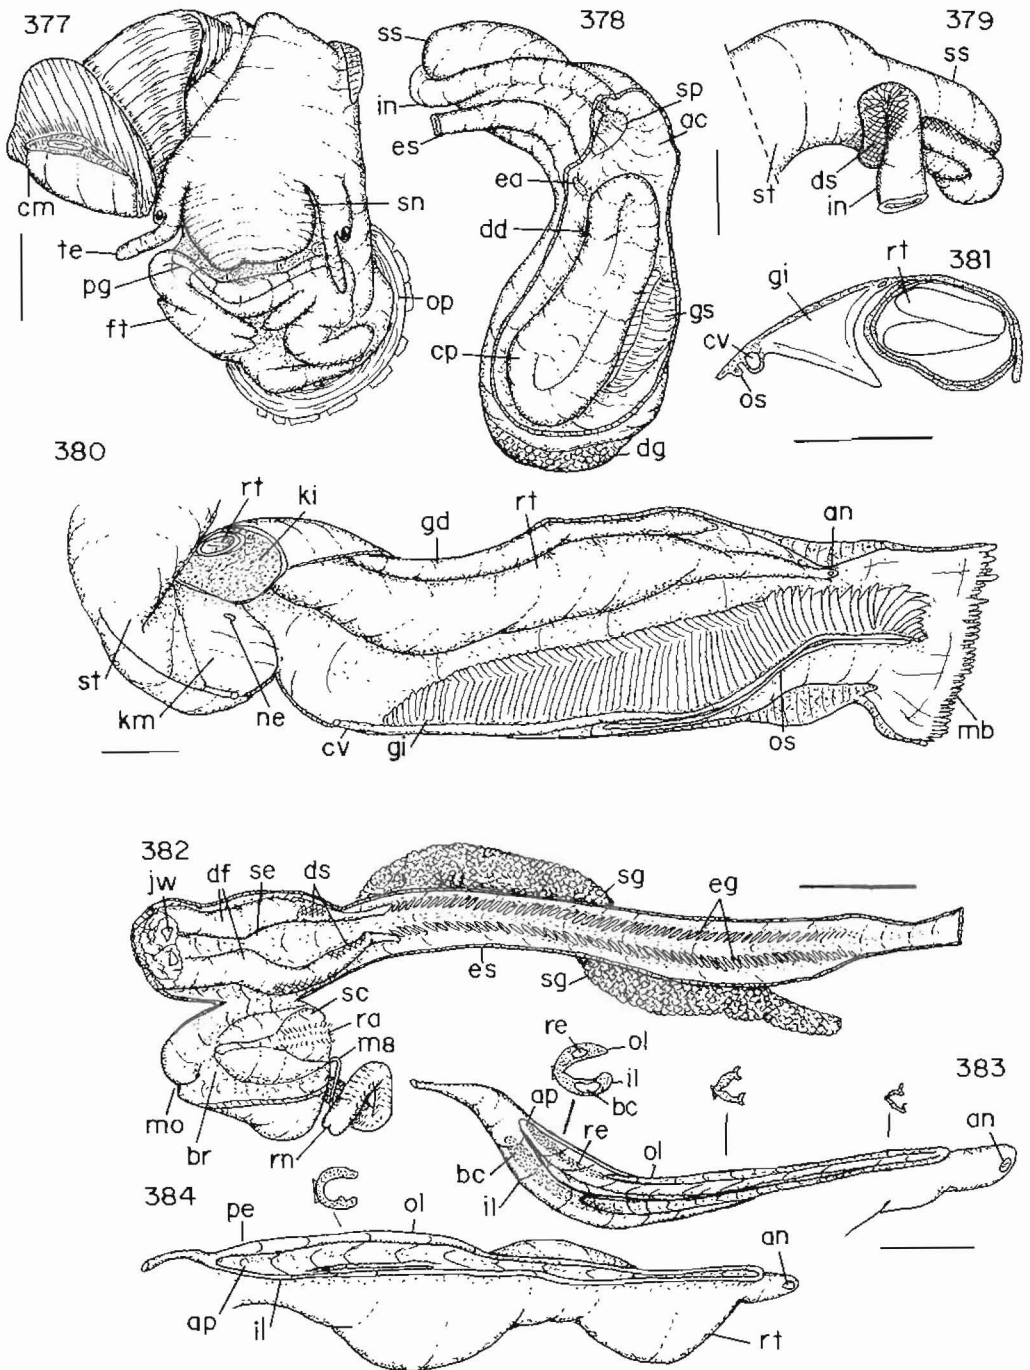 377
cm
te
pg
ft
sn
op
378
ss
in
es
ea
dd
cp
sp
ac
gs
dg
379
ss
st
ds
in
381
gi
rt
cv
os
380
rt
ki
gd
rt
an
st
km
ne
cv
gi
os
mb
382
jw
df
se
ds
sg
eg
es
sg
sc
ra
m8
mo
br
rn
383
re
ol
il
bc
ap
re
ol
bc
il
an
384
pe
ol
ap
il
an
rt